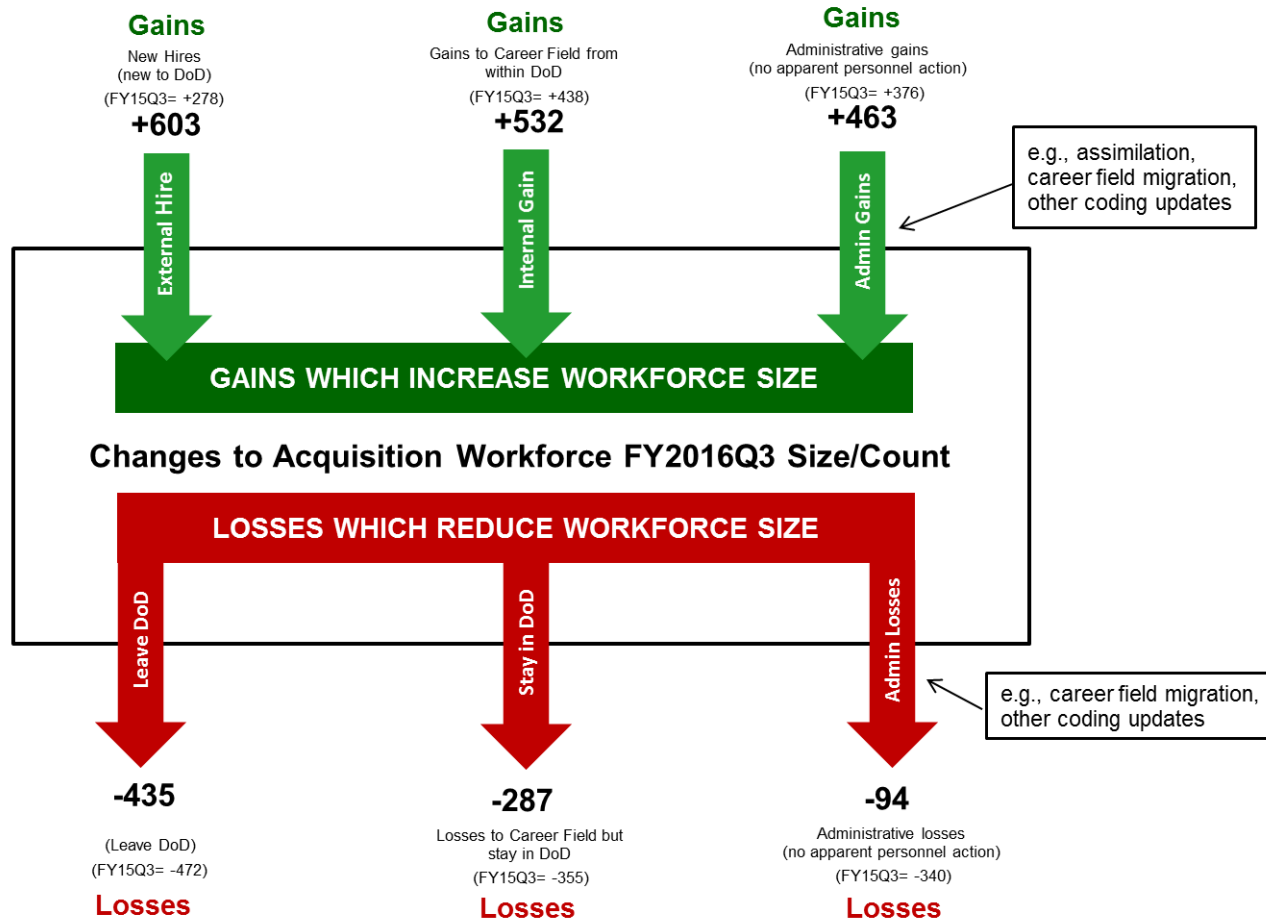 Gains
New Hires
(new to DoD)
(FY15Q3= +278)
+603
Gains
Gains to Career Field from
within DoD
(FY15Q3= +438)
+532
Gains
Administrative gains
(no apparent personnel action)
(FY15Q3= +376)
+463
e.g., assimilation,
career field migration,
other coding updates
External Hire
Internal Gain
Admin Gains
GAINS WHICH INCREASE WORKFORCE SIZE
Changes to Acquisition Workforce FY2016Q3 Size/Count
LOSSES WHICH REDUCE WORKFORCE SIZE
Leave DoD
Stay in DoD
Admin Losses
e.g., career field migration,
other coding updates
-435
(Leave DoD)
(FY15Q3= -472)
Losses
-287
Losses to Career Field but
stay in DoD
(FY15Q3= -355)
Losses
-94
Administrative losses
(no apparent personnel action)
(FY15Q3= -340)
Losses